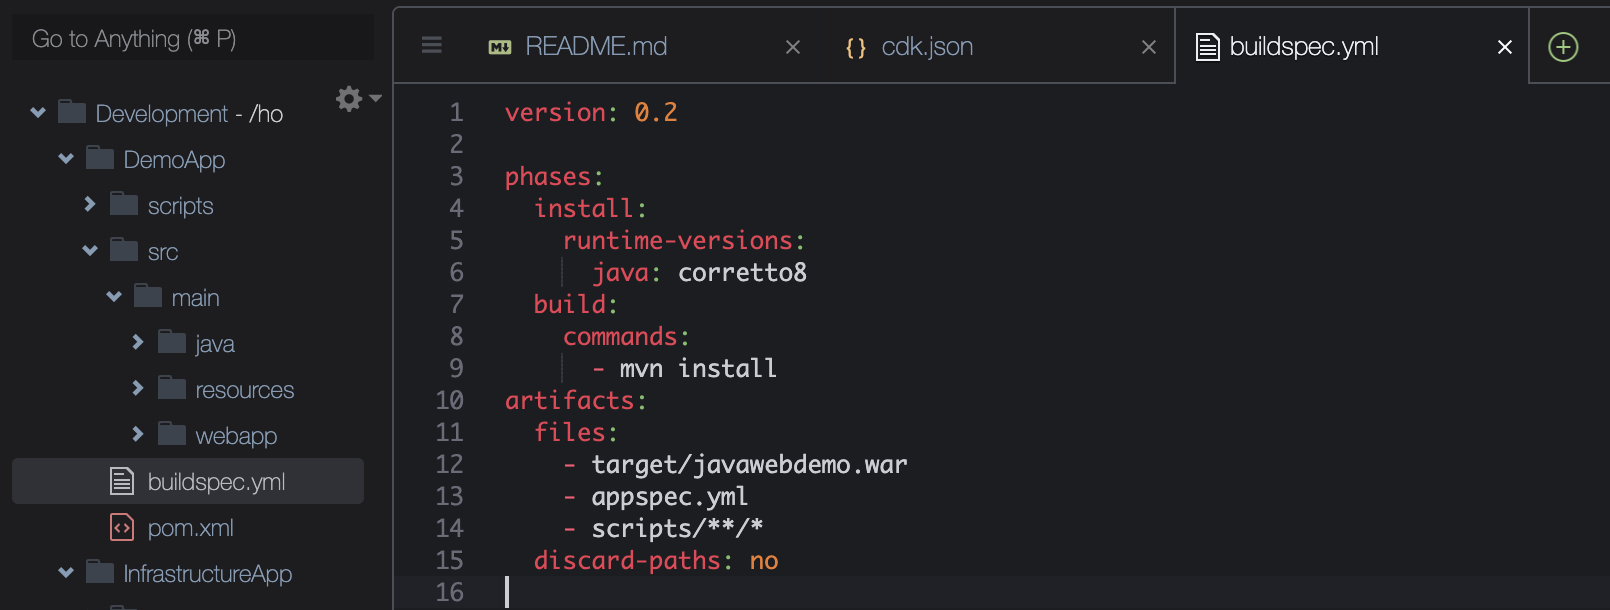 Go to Anything (⌘ P)
Development - /ho
DemoApp
scripts
src
main
java
resources
webapp
buildspec.yml
pom.xml
InfrastructureApp
README.md
cdk.json
buildspec.yml
1 version: 0.2
2
3 phases:
4   install:
5     runtime-versions:
6       java: corretto8
7   build:
8     commands:
9       - mvn install
10 artifacts:
11   files:
12     - target/javawebdemo.war
13     - appspec.yml
14     - scripts/**/*
15   discard-paths: no
16